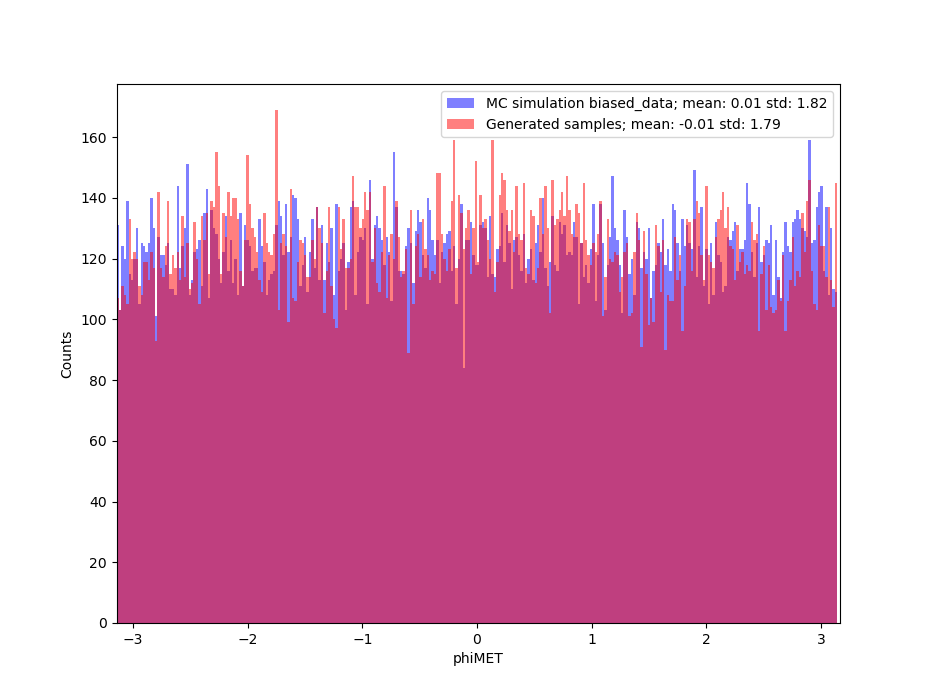 MC simulation biased_data; mean: 0.01 std: 1.82
Generated samples; mean: -0.01 std: 1.79
160
140
120
100
80
60
40
20
0
Counts
−3 −2 −1 0 1 2 3
phiMET